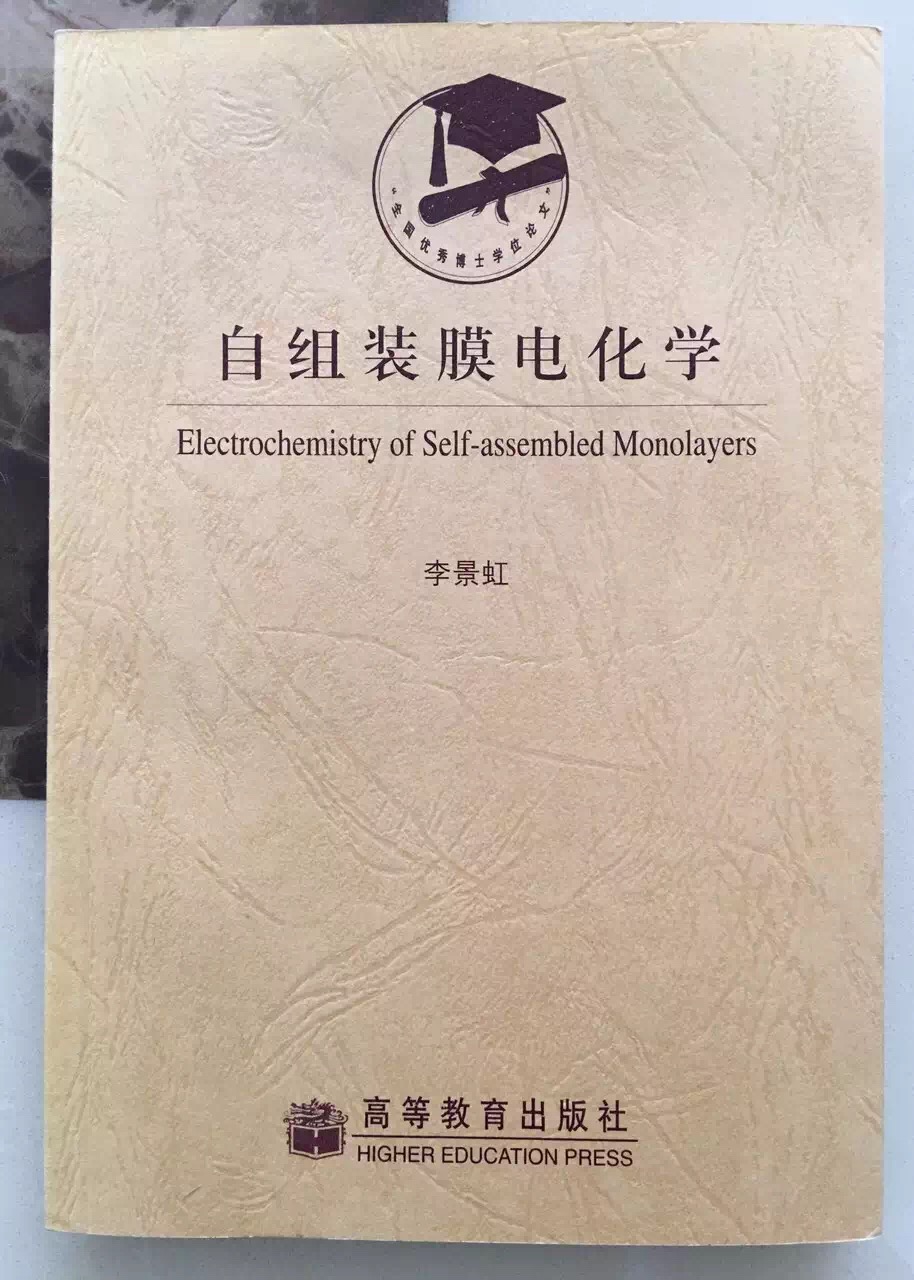 “全国优秀博士学位论文”
自组装膜电化学
Electrochemistry of Self-assembled Monolayers
李景虹
高等教育出版社
HIGHER EDUCATION PRESS